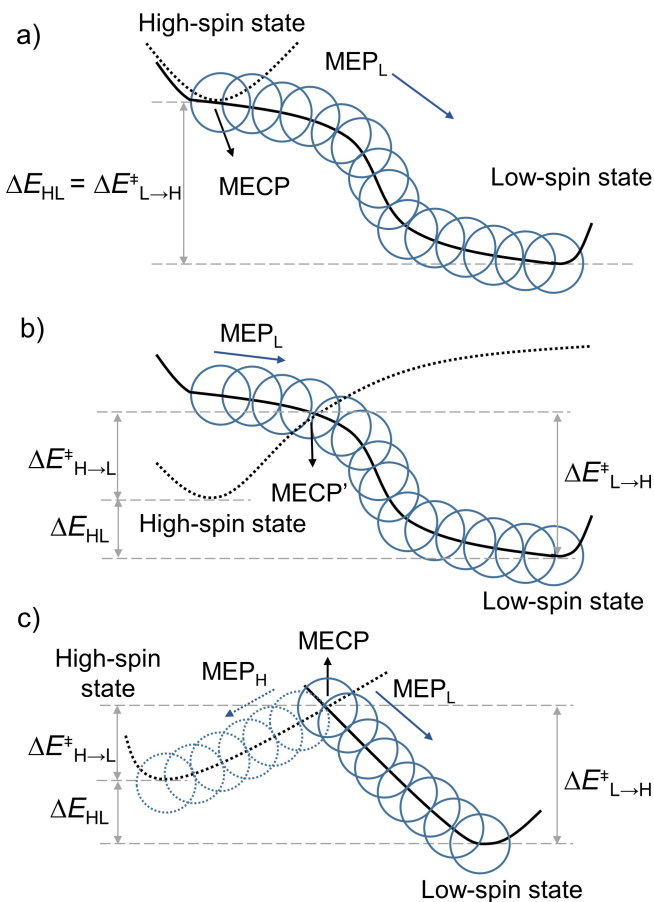 a)
High-spin state
MEP_L
ΔE_HL = ΔE‡_L→H
MECP
Low-spin state
b)
MEP_L
ΔE‡_H→L
MECP’
ΔE‡_L→H
High-spin state
ΔE_HL
Low-spin state
c)
MECP
High-spin
state
MEP_H
MEP_L
ΔE‡_H→L
ΔE‡_L→H
ΔE_HL
Low-spin state